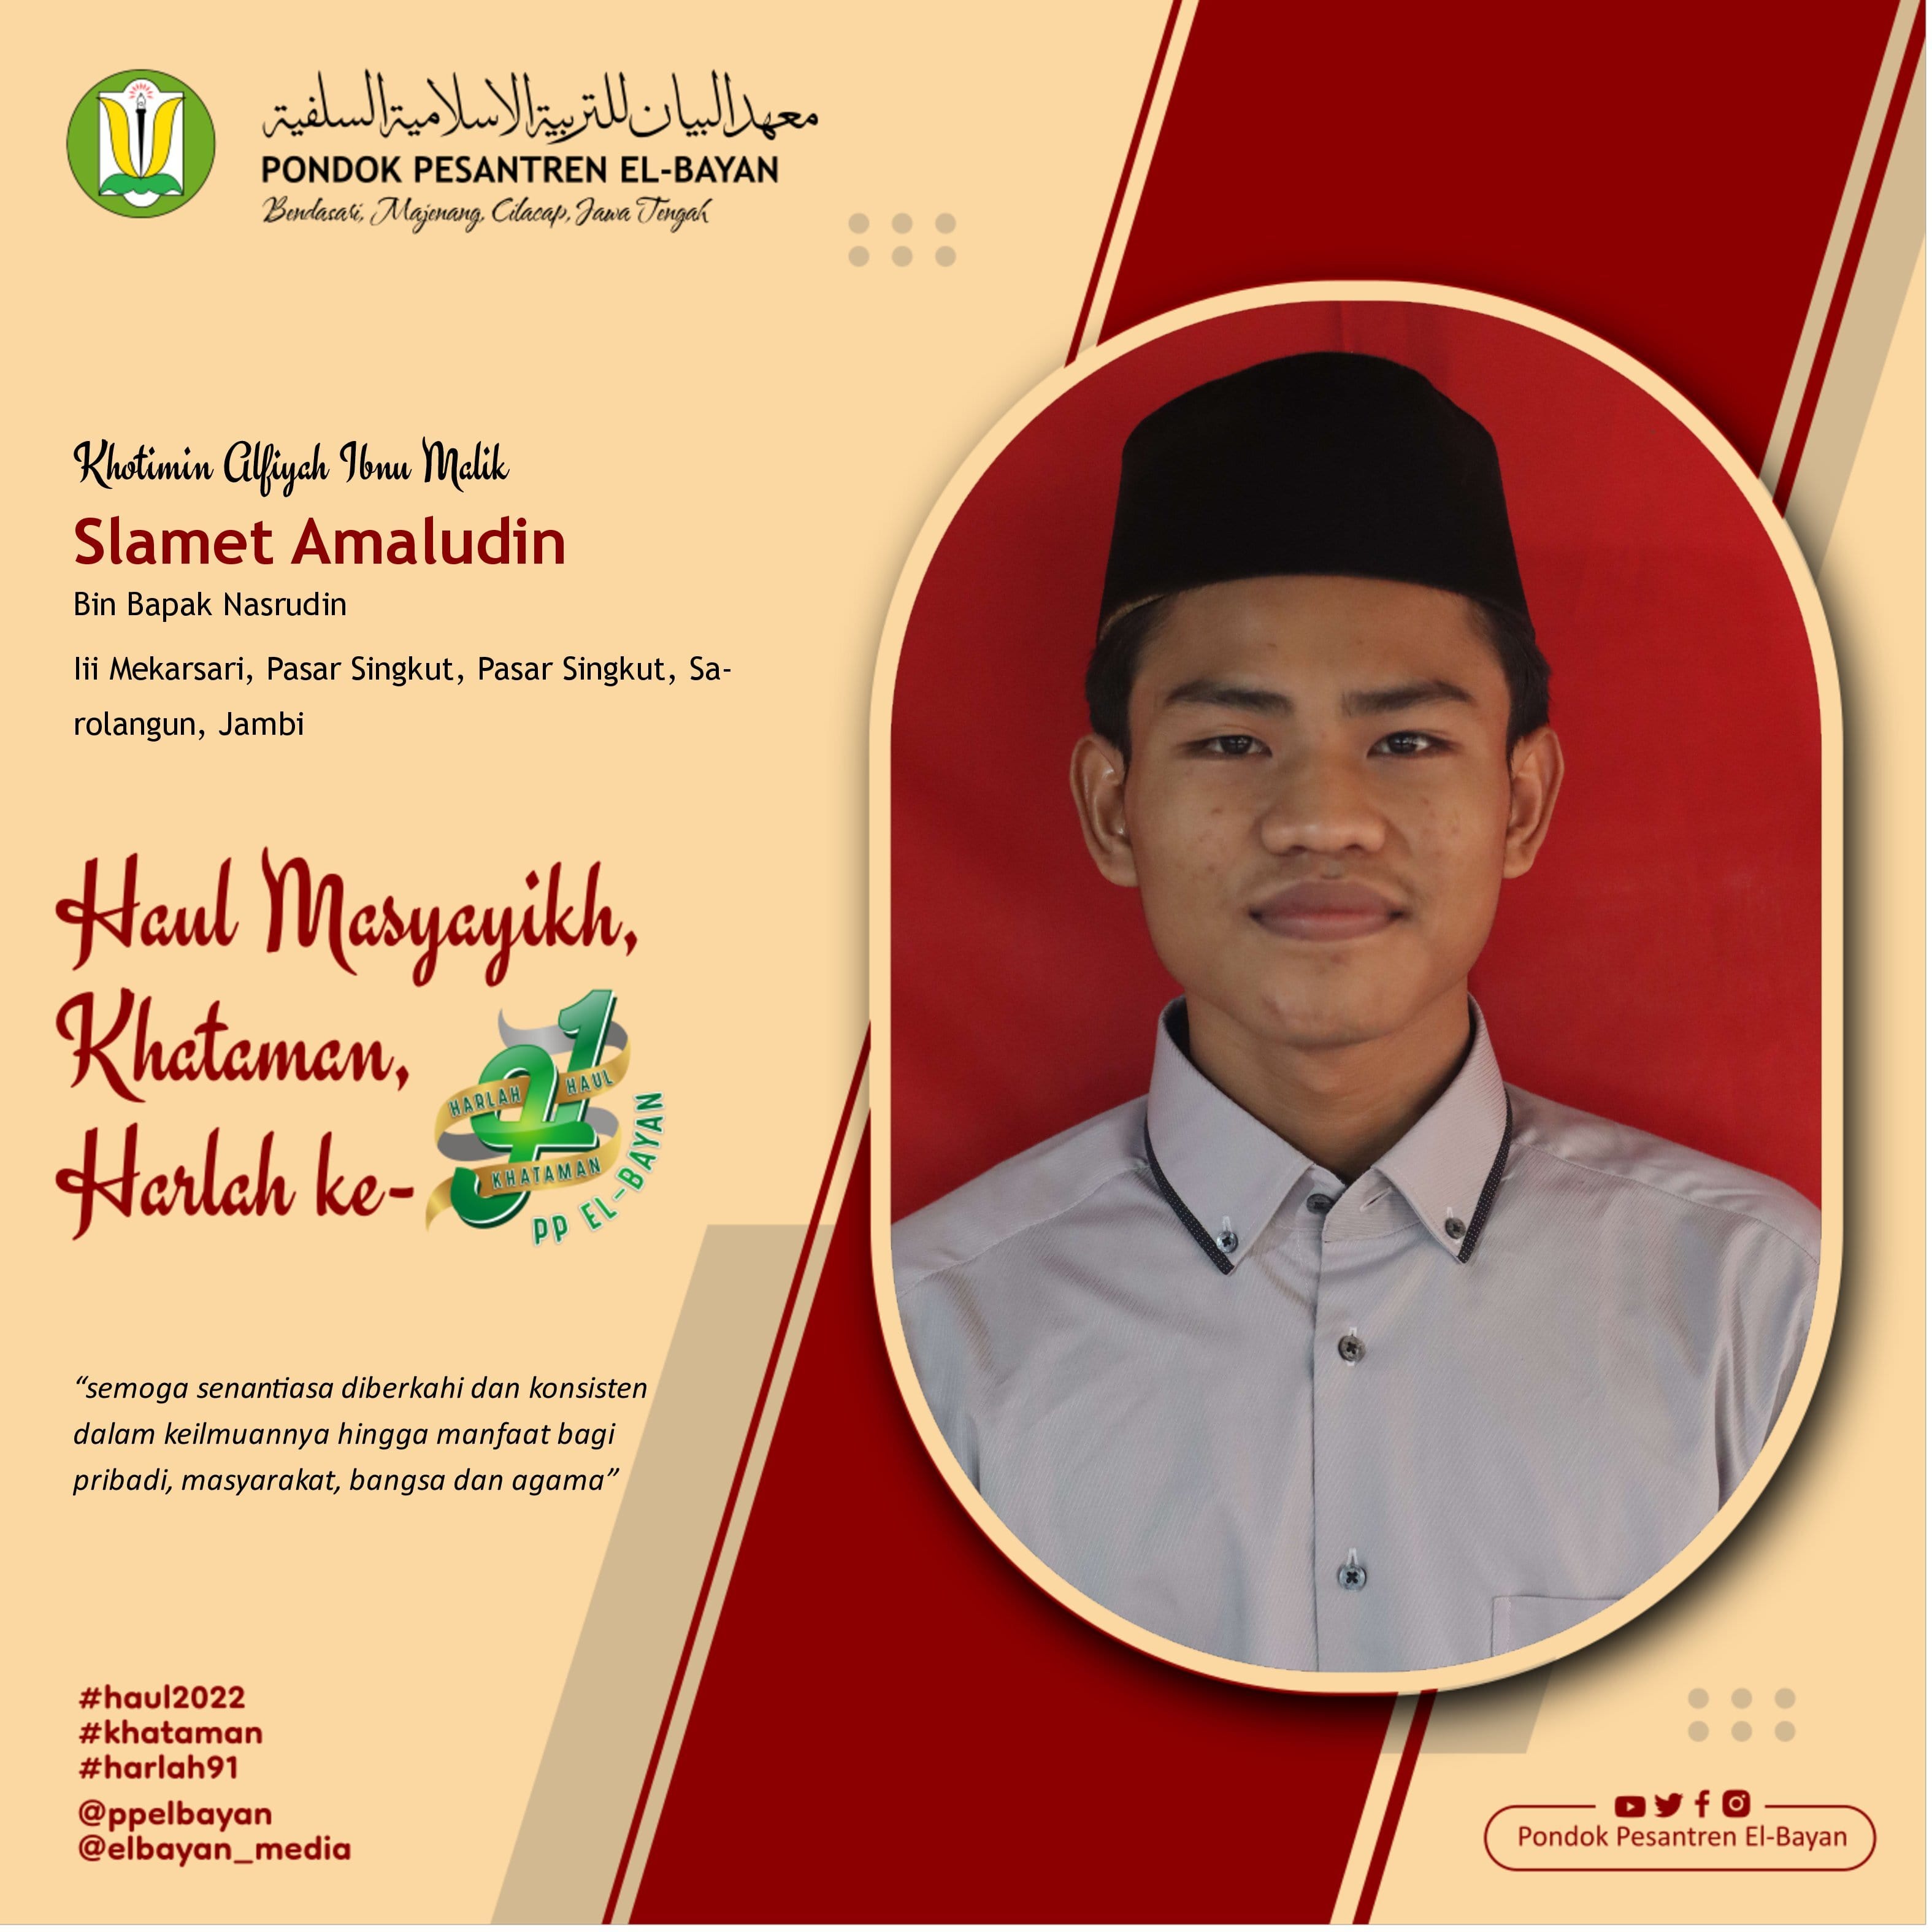 معهد البيان للتربية الاسلامية السلفية
PONDOK PESANTREN EL-BAYAN
Bendasari, Majenang, Cilacap, Jawa Tengah
Khotimin Alfiyah Ibnu Malik
Slamet Amaludin
Bin Bapak Nasrudin
Iii Mekarsari, Pasar Singkut, Pasar Singkut, Sa-
rolangun, Jambi
Haul Masyayikh,
Khataman,
Harlah ke-
91
HARLAH HAUL
KHATAMAN
PP EL-BAYAN
“semoga senantiasa diberkahi dan konsisten
dalam keilmuannya hingga manfaat bagi
pribadi, masyarakat, bangsa dan agama”
#haul2022
#khataman
#harlah91
@ppelbayan
@elbayan_media
Pondok Pesantren El-Bayan